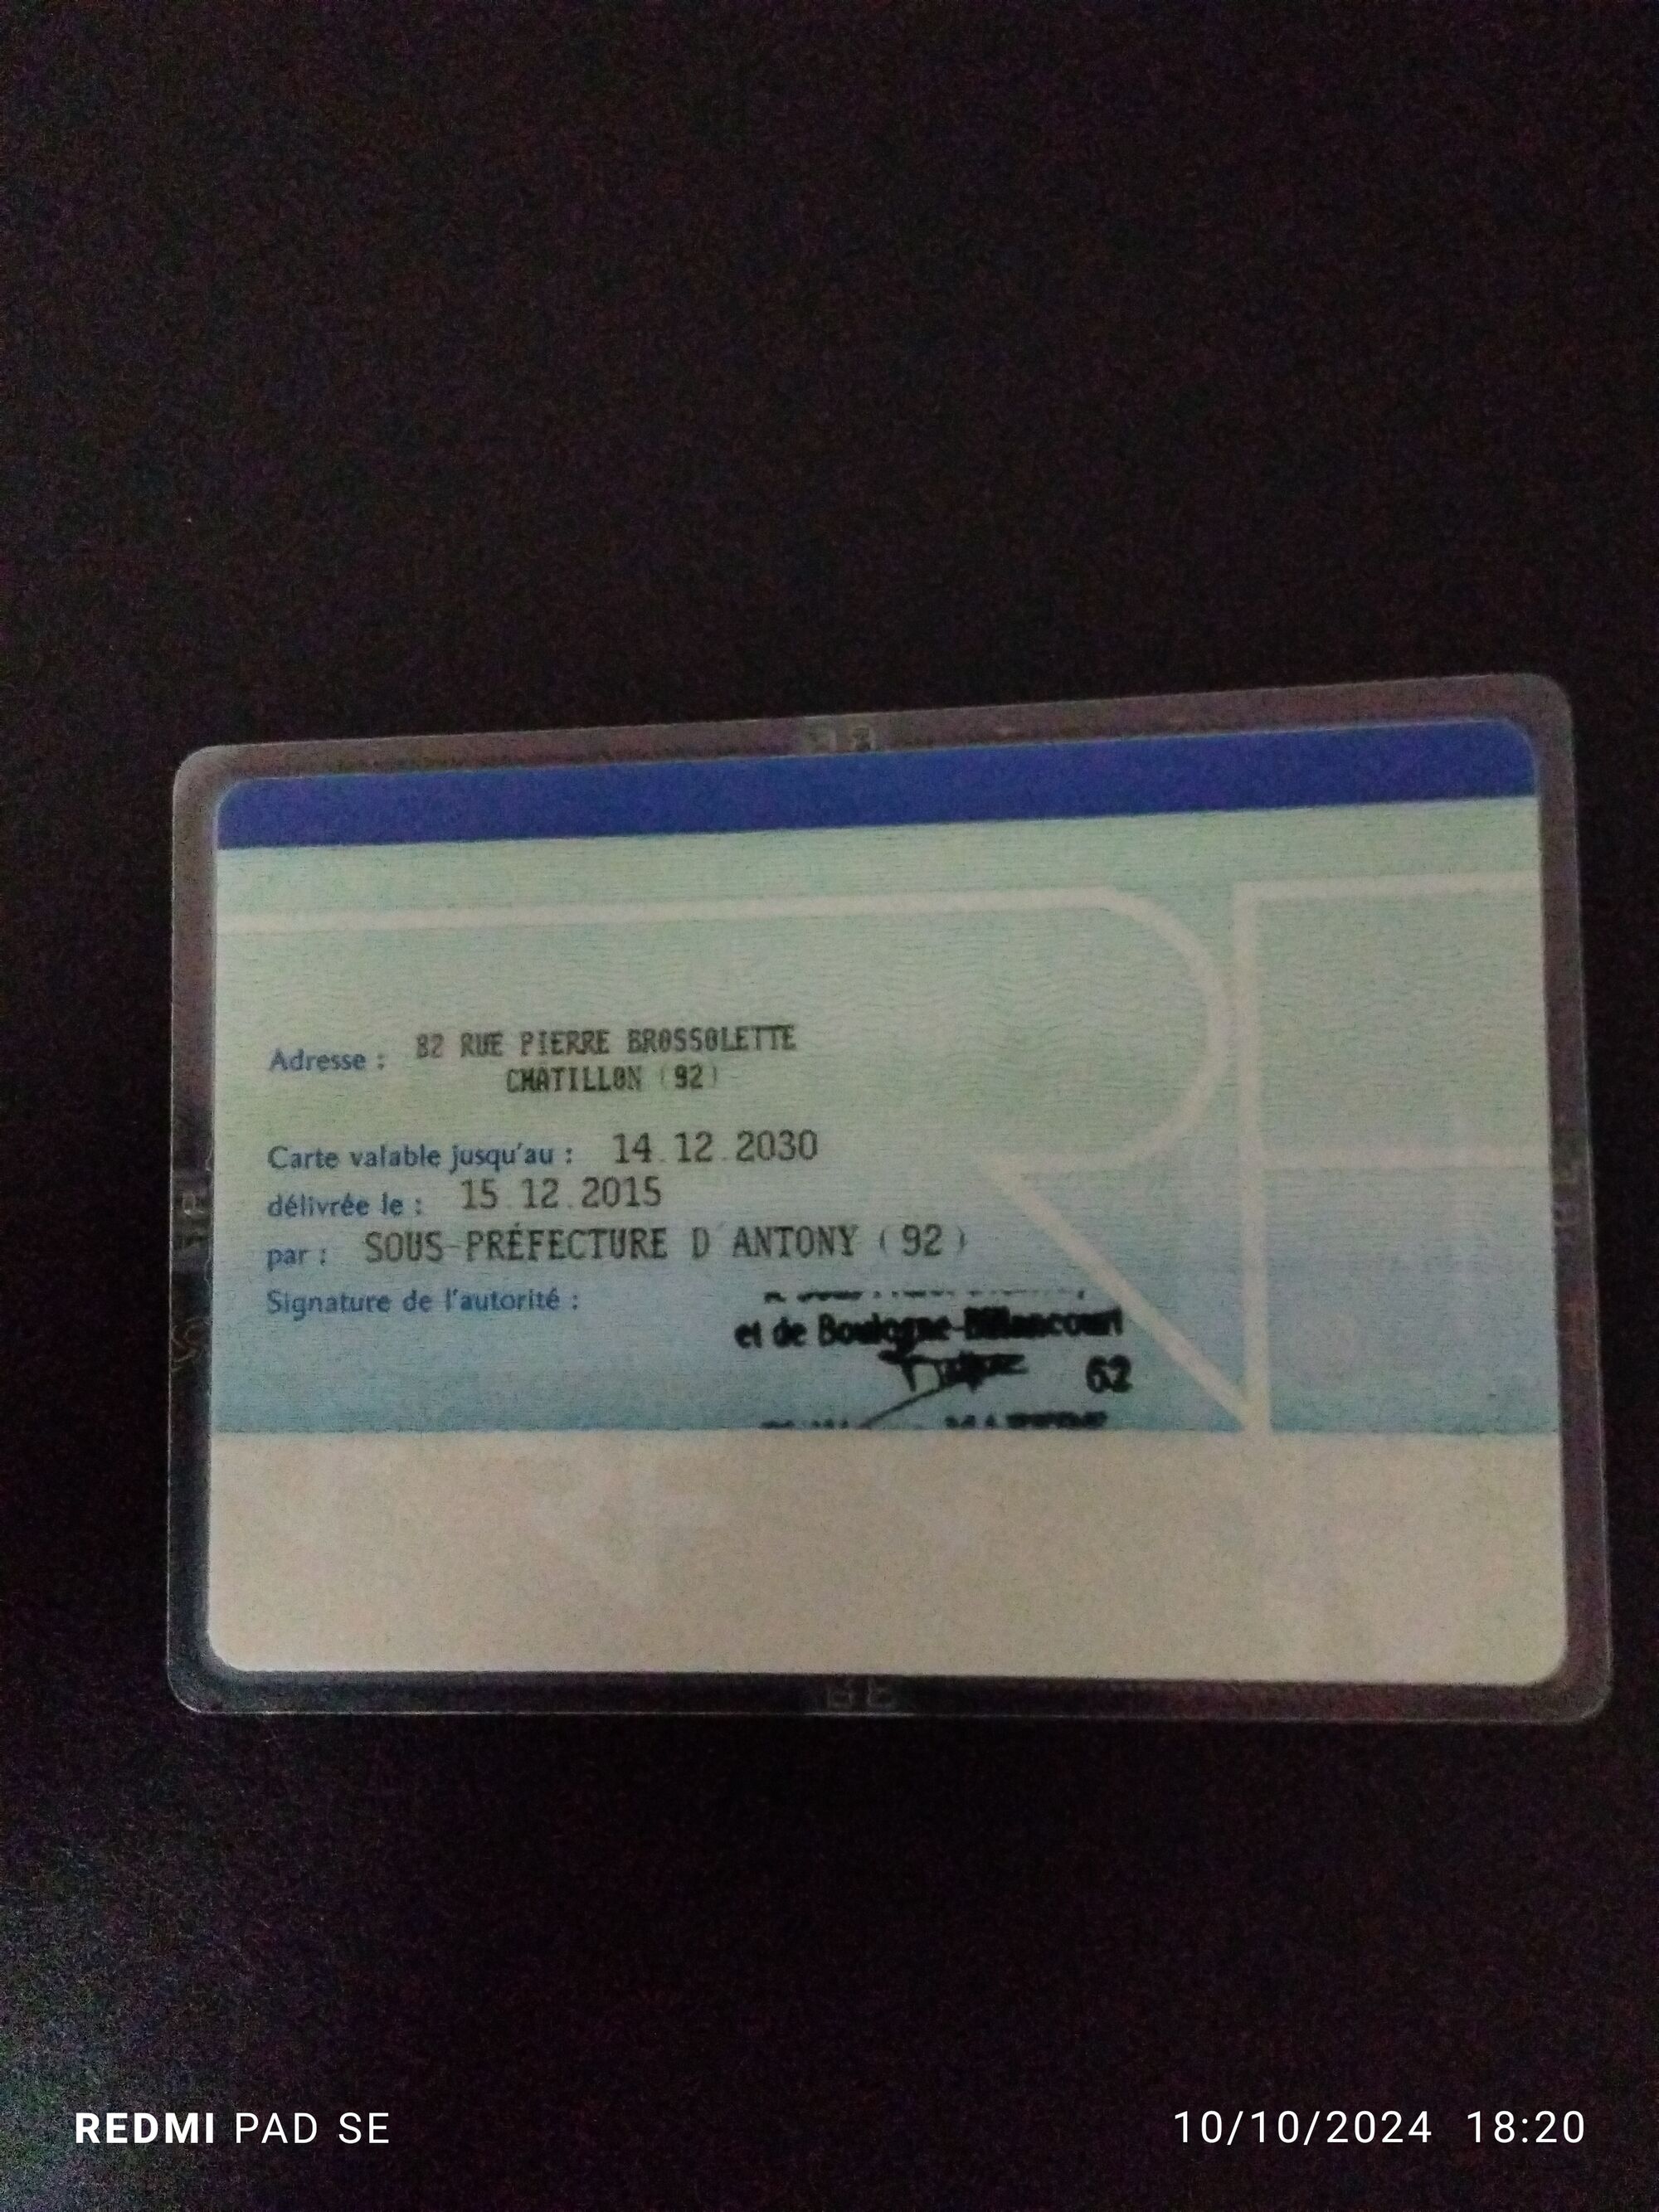 Adresse : 82 RUE PIERRE BROSSOLETTE
CHATILLON (92)
Carte valable jusqu'au : 14.12.2030
délivrée le : 15.12.2015
par : SOUS-PRÉFECTURE D'ANTONY (92)
Signature de l'autorité :
et de Boulogne-Billancourt
62
REDMI PAD SE
10/10/2024 18:20